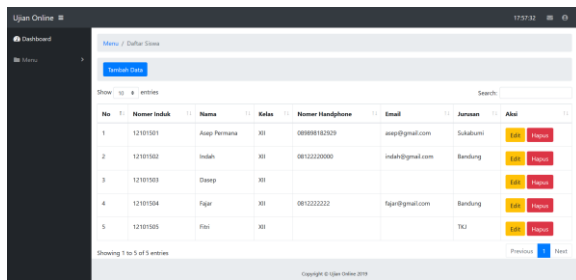 Ujian Online 17:57:32
Dashboard
Menu
Menu / Daftar Siswa
Tambah Data
Show 10 entries Search:
No Nomer Induk Nama Kelas Nomer Handphone Email Jurusan Aksi
1 12101501 Asep Permana XII 089898182929 asep@gmail.com Sukabumi Edit Hapus
2 12101502 Indah XII 08122220000 indah@gmail.com Bandung Edit Hapus
3 12101503 Dasep XII Edit Hapus
4 12101504 Fajar XII 0812222222 fajar@gmail.com Bandung Edit Hapus
5 12101505 Fitri XII TKJ Edit Hapus
Showing 1 to 5 of 5 entries Previous 1 Next
Copyright © Ujian Online 2019